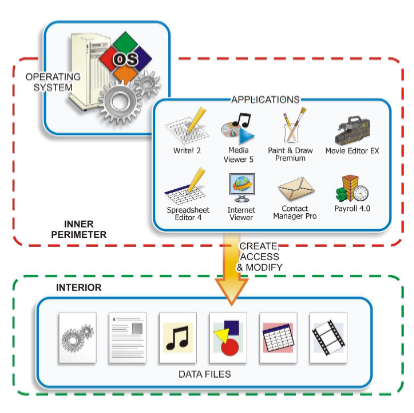 OS
OPERATING
SYSTEM
APPLICATIONS
Write! 2
Media
Viewer 5
Paint & Draw
Premium
Movie Editor EX
Spreadsheet
Editor 4
Internet
Viewer
Contact
Manager Pro
Payroll 4.0
INNER
PERIMETER
CREATE,
ACCESS
& MODIFY
INTERIOR
DATA FILES